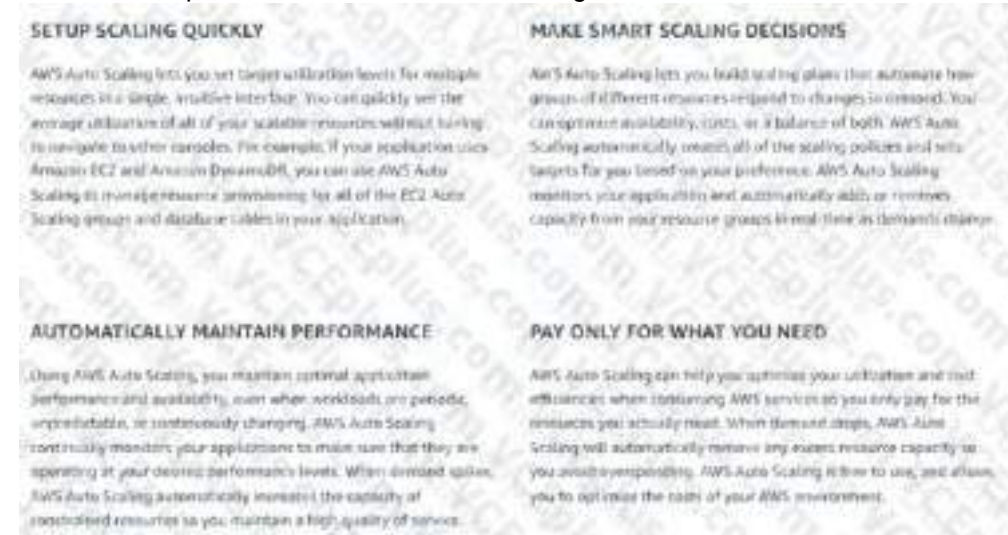 SETUP SCALING QUICKLY
AWS Auto Scaling lets you set target utilization levels for multiple
resources in a single, intuitive interface. You can quickly see the
average utilization of all of your scalable resources without having
to navigate to other consoles. For example, if your application uses
Amazon EC2 and Amazon DynamoDB, you can use AWS Auto
Scaling to manage resource provisioning for all of the EC2 Auto
Scaling groups and database tables in your application.
MAKE SMART SCALING DECISIONS
AWS Auto Scaling lets you build scaling plans that automate how
groups of different resources respond to changes in demand. You
can optimize availability, costs, or a balance of both. AWS Auto
Scaling automatically creates all of the scaling policies and sets
targets for you based on your preference. AWS Auto Scaling
monitors your application and automatically adds or removes
capacity from your resource groups in real-time as demands change.
AUTOMATICALLY MAINTAIN PERFORMANCE
Using AWS Auto Scaling, you maintain optimal application
performance and availability, even when workloads are periodic,
unpredictable, or continuously changing. AWS Auto Scaling
continually monitors your applications to make sure that they are
operating at your desired performance levels. When demand spikes,
AWS Auto Scaling automatically increases the capacity of
constrained resources so you maintain a high quality of service.
PAY ONLY FOR WHAT YOU NEED
AWS Auto Scaling can help you optimize your utilization and cost
efficiencies when consuming AWS services so you only pay for the
resources you actually need. When demand drops, AWS Auto
Scaling will automatically remove any excess resource capacity so
you avoid overspending. AWS Auto Scaling is free to use, and allows
you to optimize the costs of your AWS environment.